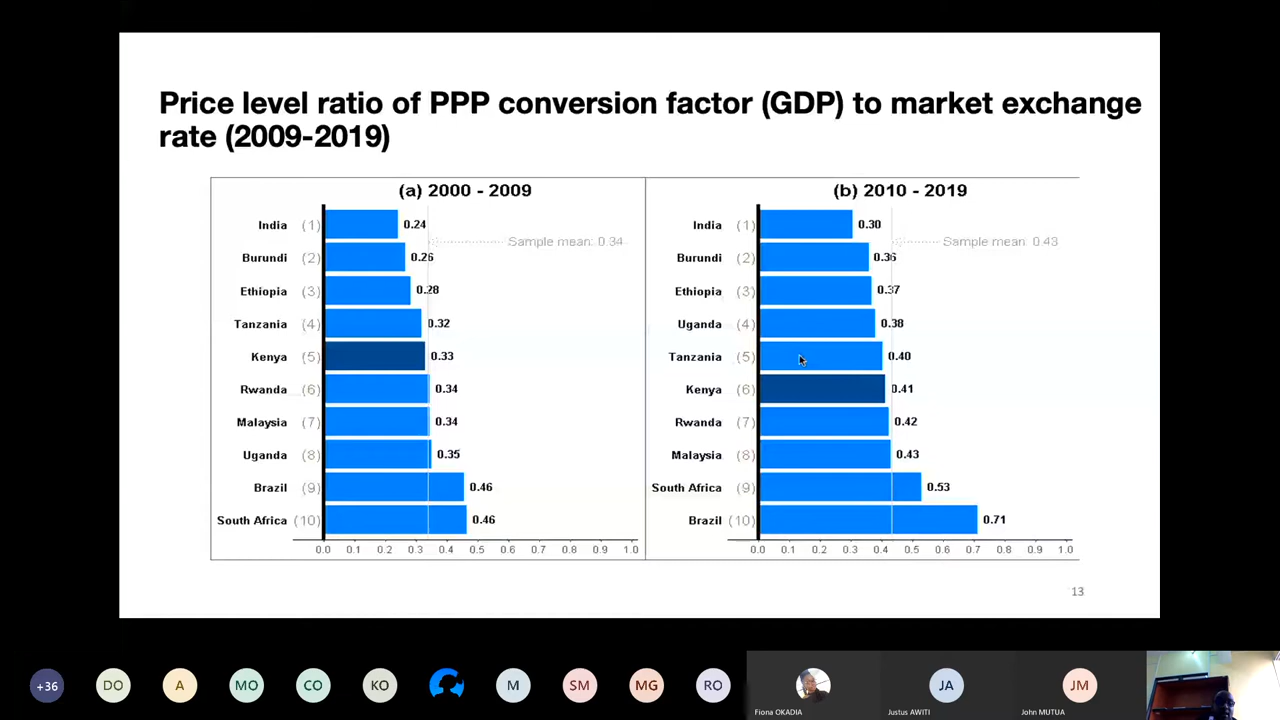 Price level ratio of PPP conversion factor (GDP) to market exchange
rate (2009-2019)
(a) 2000 - 2009
India (1) 0.24
Sample mean: 0.34
Burundi (2) 0.26
Ethiopia (3) 0.28
Tanzania (4) 0.32
Kenya (5) 0.33
Rwanda (6) 0.34
Malaysia (7) 0.34
Uganda (8) 0.35
Brazil (9) 0.46
South Africa (10) 0.46
0.0 0.1 0.2 0.3 0.4 0.5 0.6 0.7 0.8 0.9 1.0
(b) 2010 - 2019
India (1) 0.30
Sample mean: 0.43
Burundi (2) 0.36
Ethiopia (3) 0.37
Uganda (4) 0.38
Tanzania (5) 0.40
Kenya (6) 0.41
Rwanda (7) 0.42
Malaysia (8) 0.43
South Africa (9) 0.53
Brazil (10) 0.71
0.0 0.1 0.2 0.3 0.4 0.5 0.6 0.7 0.8 0.9 1.0
13
+36 DO A MO CO KO M SM MG RO JA JM
Fiona OKADIA Justus AWITI John MUTUA